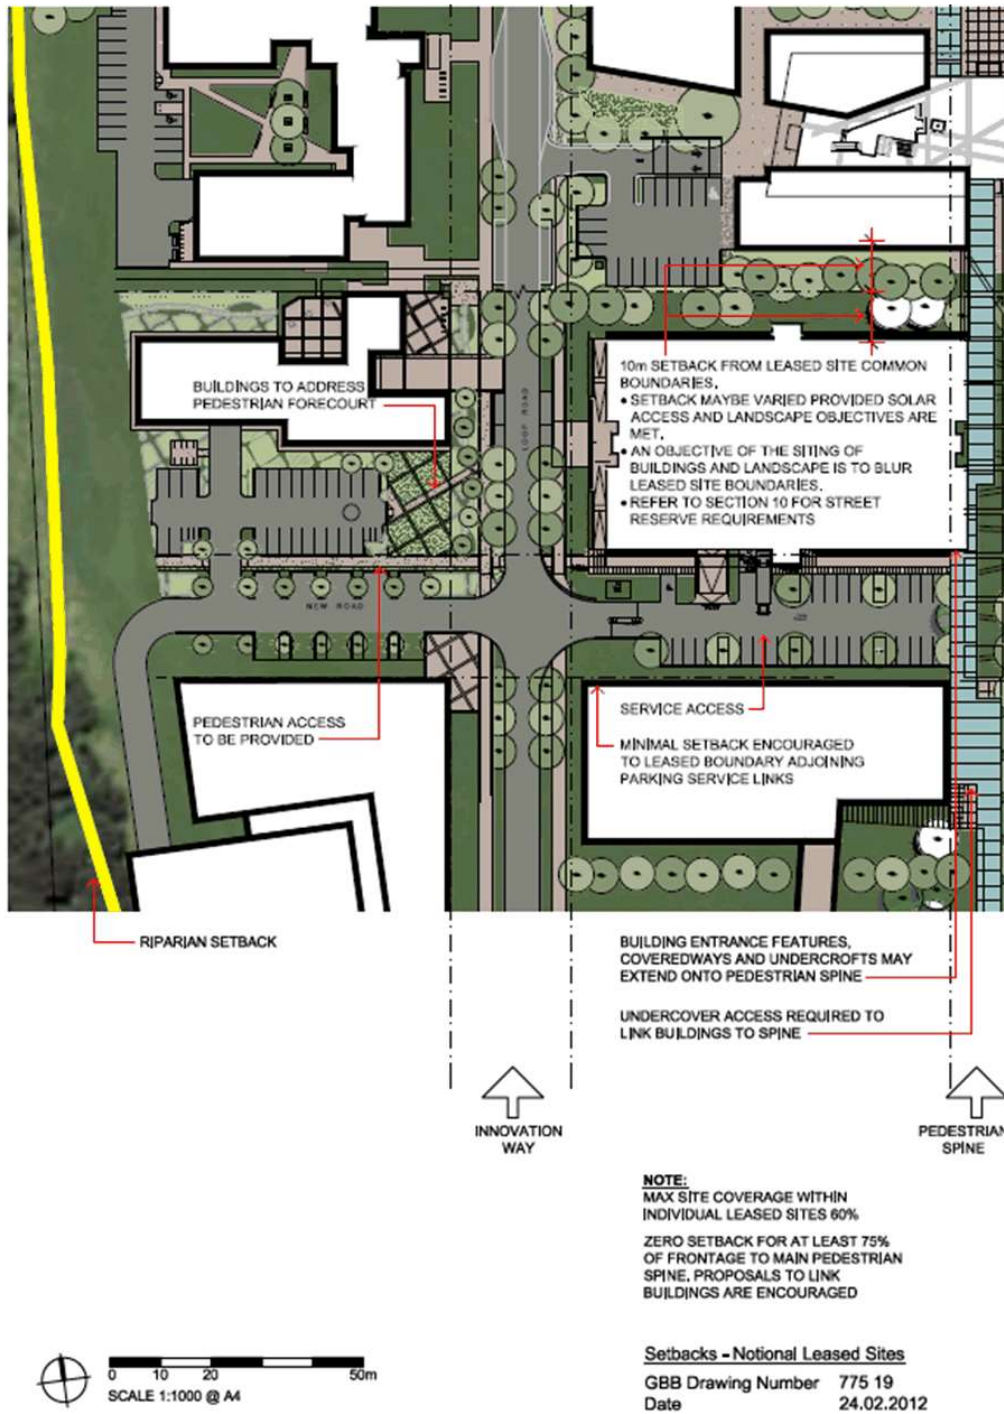 LOOP ROAD
BUILDINGS TO ADDRESS
PEDESTRIAN FORECOURT
10m SETBACK FROM LEASED SITE COMMON
BOUNDARIES.
• SETBACK MAYBE VARIED PROVIDED SOLAR
ACCESS AND LANDSCAPE OBJECTIVES ARE
MET.
• AN OBJECTIVE OF THE SITING OF
BUILDINGS AND LANDSCAPE IS TO BLUR
LEASED SITE BOUNDARIES.
• REFER TO SECTION 10 FOR STREET
RESERVE REQUIREMENTS
NEW ROAD
PEDESTRIAN ACCESS
TO BE PROVIDED
SERVICE ACCESS
MINIMAL SETBACK ENCOURAGED
TO LEASED BOUNDARY ADJOINING
PARKING SERVICE LINKS
RIPARIAN SETBACK
BUILDING ENTRANCE FEATURES,
COVEREDWAYS AND UNDERCROFTS MAY
EXTEND ONTO PEDESTRIAN SPINE
UNDERCOVER ACCESS REQUIRED TO
LINK BUILDINGS TO SPINE
INNOVATION
WAY
PEDESTRIAN
SPINE
NOTE:
MAX SITE COVERAGE WITHIN
INDIVIDUAL LEASED SITES 60%
ZERO SETBACK FOR AT LEAST 75%
OF FRONTAGE TO MAIN PEDESTRIAN
SPINE, PROPOSALS TO LINK
BUILDINGS ARE ENCOURAGED
0 10 20 50m
SCALE 1:1000 @ A4
Setbacks - Notional Leased Sites
GBB Drawing Number 775 19
Date 24.02.2012